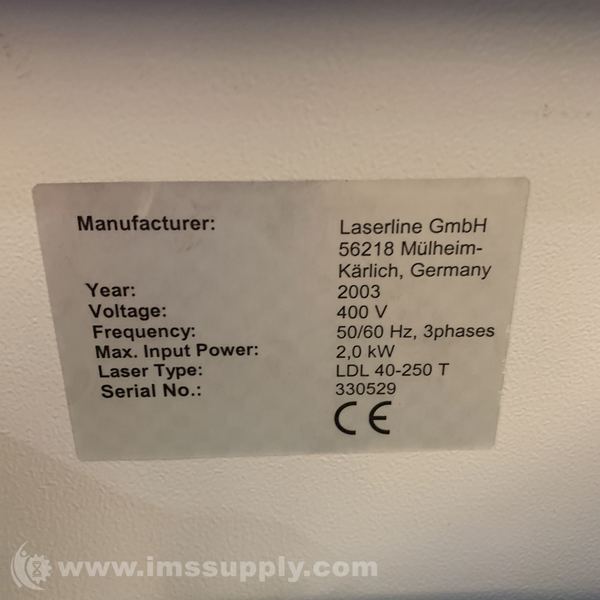 Manufacturer: Laserline GmbH
56218 Mülheim-
Kärlich, Germany
Year: 2003
Voltage: 400 V
Frequency: 50/60 Hz, 3phases
Max. Input Power: 2,0 kW
Laser Type: LDL 40-250 T
Serial No.: 330529
CE
www.imssupply.com